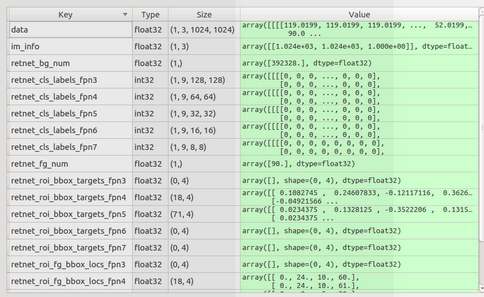 Key Type Size Value
data float32 (1, 3, 1024, 1024) array([[[[119.0199, 119.0199, 119.0199, ..., 52.0199,
90.0 ...
im_info float32 (1, 3) array([[1.024e+03, 1.024e+03, 1.000e+00]], dtype=float...
retnet_bg_num float32 (1,) array([392328.], dtype=float32)
retnet_cls_labels_fpn3 int32 (1, 9, 128, 128) array([[[[0, 0, 0, ..., 0, 0, 0],
[0, 0, 0, ..., 0, 0, 0],
retnet_cls_labels_fpn4 int32 (1, 9, 64, 64) array([[[[0, 0, 0, ..., 0, 0, 0],
[0, 0, 0, ..., 0, 0, 0],
retnet_cls_labels_fpn5 int32 (1, 9, 32, 32) array([[[[0, 0, 0, ..., 0, 0, 0],
[0, 0, 0, ..., 0, 0, 0],
retnet_cls_labels_fpn6 int32 (1, 9, 16, 16) array([[[[0, 0, 0, ..., 0, 0, 0],
[0, 0, 0, ..., 0, 0, 0],
retnet_cls_labels_fpn7 int32 (1, 9, 8, 8) array([[[[0, 0, 0, 0, 0, 0, 0, 0],
[0, 0, 0, 0, 0, 0, 0, 0],
retnet_fg_num float32 (1,) array([90.], dtype=float32)
retnet_roi_bbox_targets_fpn3 float32 (0, 4) array([], shape=(0, 4), dtype=float32)
retnet_roi_bbox_targets_fpn4 float32 (18, 4) array([[ 0.1082745 , 0.24607833, -0.12117116, 0.3626...
[-0.04921566 ...
retnet_roi_bbox_targets_fpn5 float32 (71, 4) array([[ 0.0234375 , 0.1328125 , -0.3522206 , 0.1315...
[ 0.0234375 ...
retnet_roi_bbox_targets_fpn6 float32 (0, 4) array([], shape=(0, 4), dtype=float32)
retnet_roi_bbox_targets_fpn7 float32 (0, 4) array([], shape=(0, 4), dtype=float32)
retnet_roi_fg_bbox_locs_fpn3 float32 (0, 4) array([], shape=(0, 4), dtype=float32)
retnet_roi_fg_bbox_locs_fpn4 float32 (18, 4) array([[ 0., 24., 10., 60.],
[ 0., 24., 10., 61.],